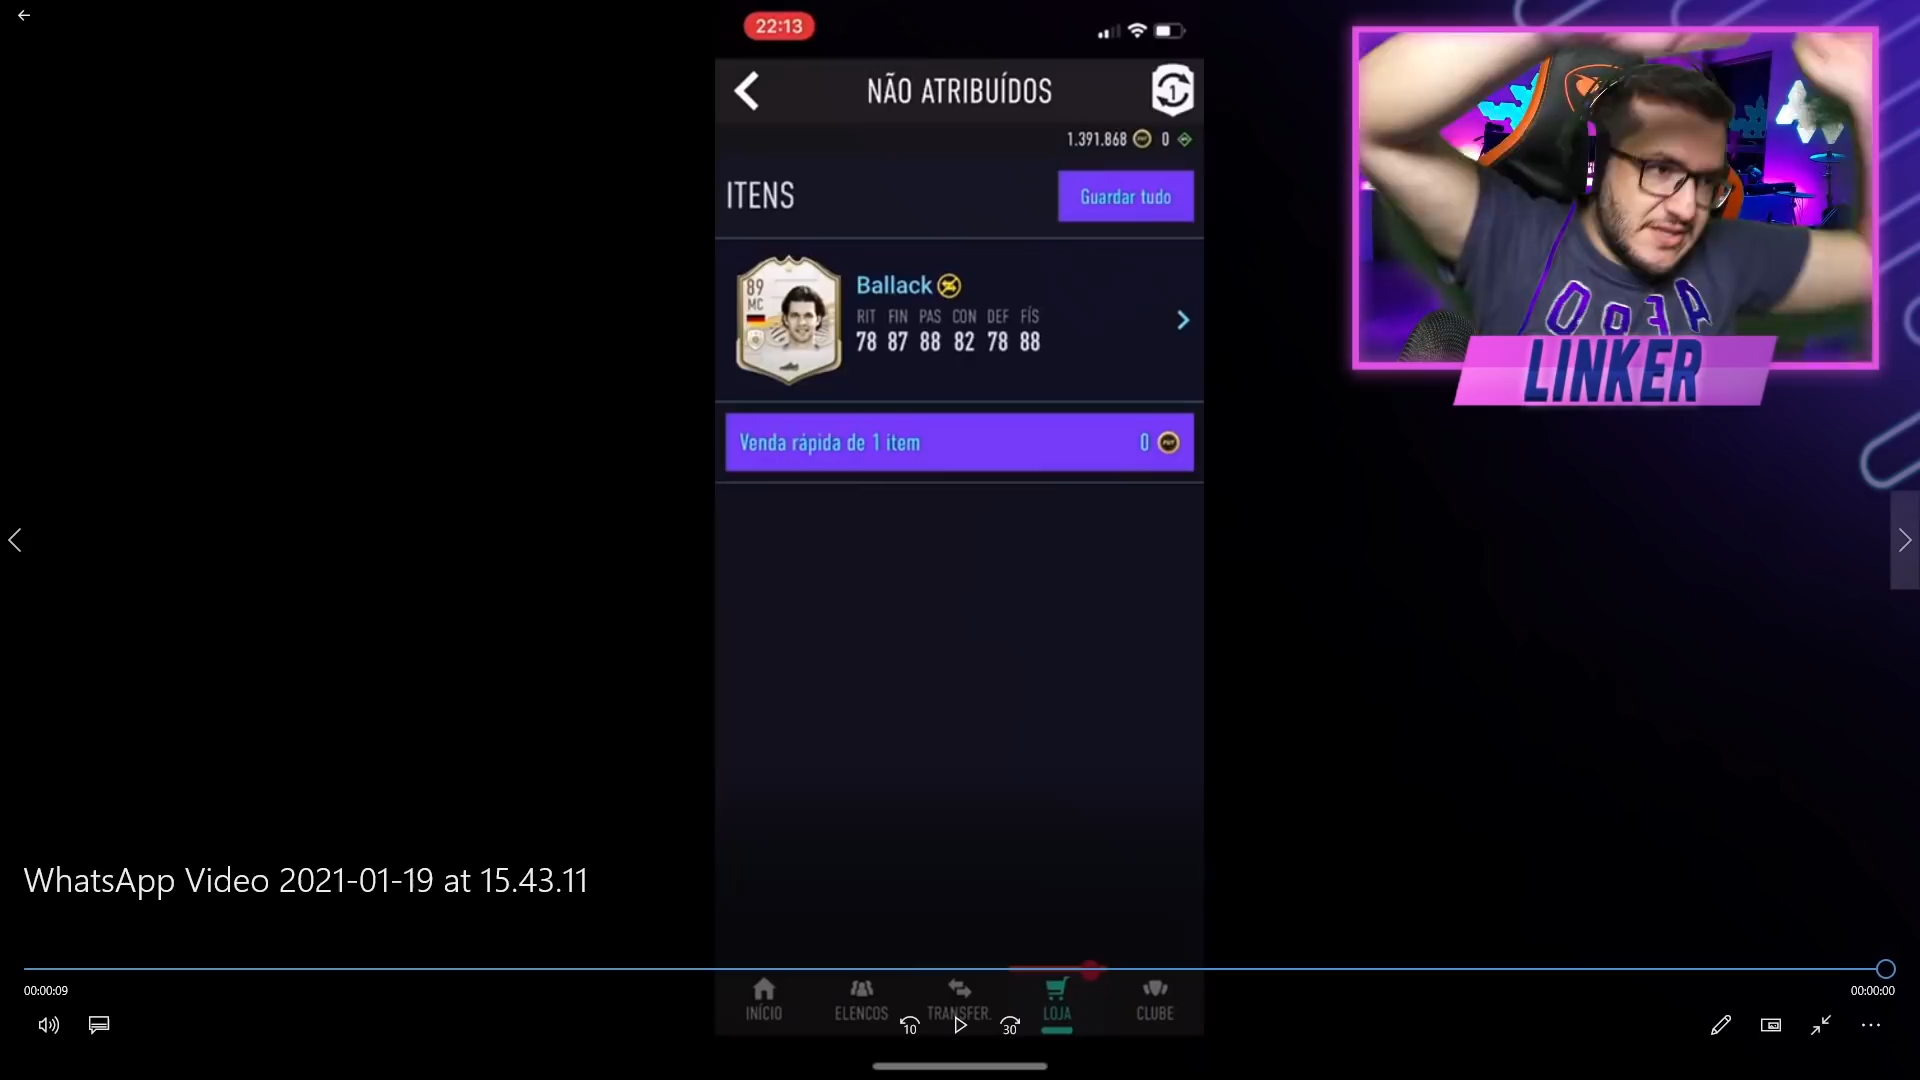 22:13
NÃO ATRIBUÍDOS
1
1.391.868 0
ITENS
Guardar tudo
89
MC
Ballack
RIT FIN PAS CON DEF FÍS
78 87 88 82 78 88
Venda rápida de 1 item
0
LINKER
WhatsApp Video 2021-01-19 at 15.43.11
00:00:09
00:00:00
INÍCIO
ELENCOS
TRANSFER.
LOJA
CLUBE
10
30